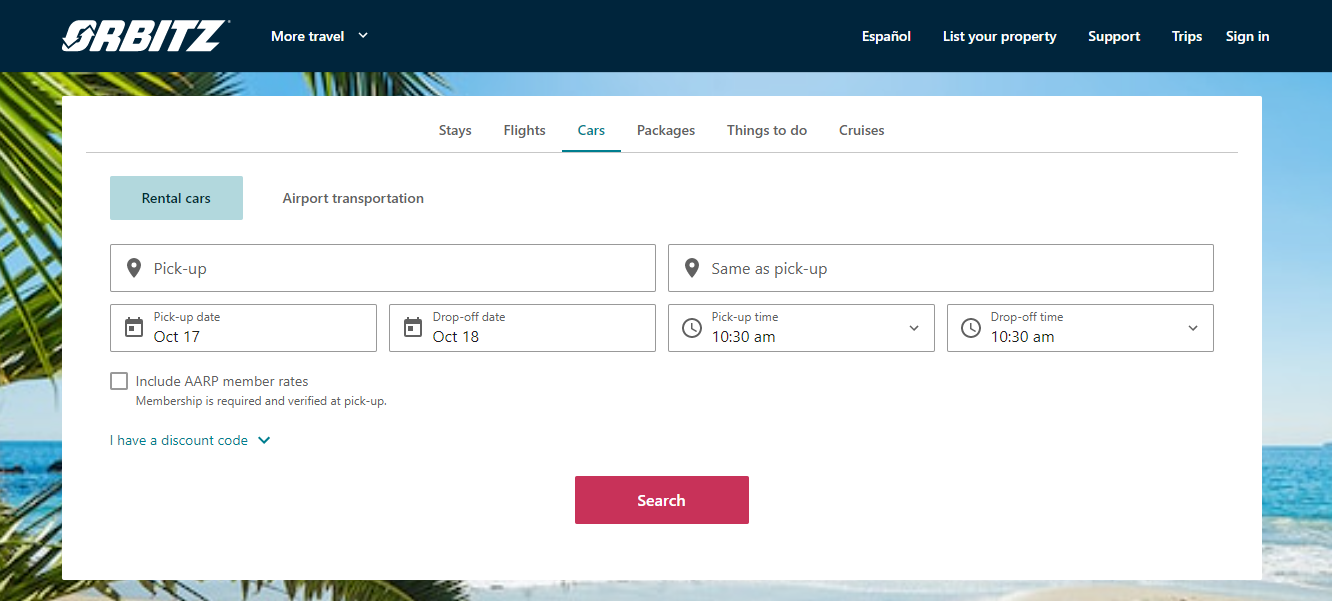 ORBITZ
More travel
Español
List your property
Support
Trips
Sign in
Stays
Flights
Cars
Packages
Things to do
Cruises
Rental cars
Airport transportation
Pick-up
Same as pick-up
Pick-up date
Oct 17
Drop-off date
Oct 18
Pick-up time
10:30 am
Drop-off time
10:30 am
Include AARP member rates
Membership is required and verified at pick-up.
I have a discount code
Search